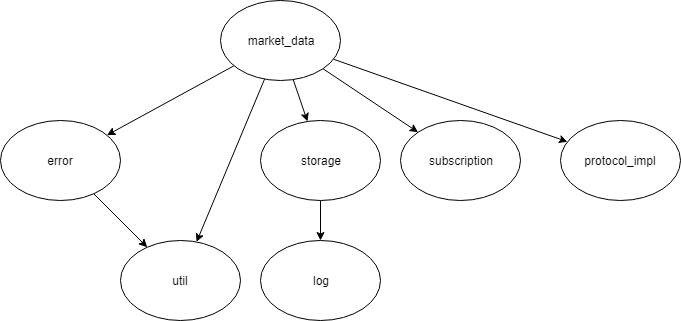 market_data
error
storage
subscription
protocol_impl
util
log